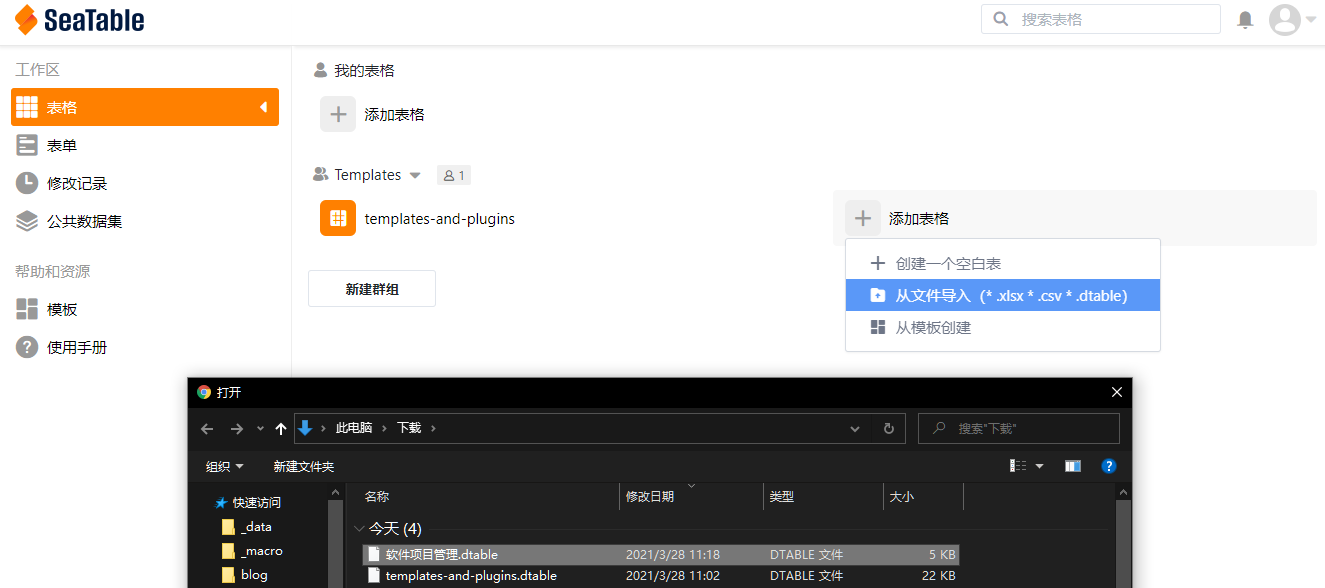 SeaTable
搜索表格
工作区
表格
表单
修改记录
公共数据集
帮助和资源
模板
使用手册
我的表格
添加表格
Templates 1
templates-and-plugins
添加表格
创建一个空白表
从文件导入（* .xlsx * .csv * .dtable）
从模板创建
新建群组
打开
此电脑 下载
搜索"下载"
组织 新建文件夹
快速访问
_data
_macro
blog
名称 修改日期 类型 大小
今天 (4)
软件项目管理.dtable 2021/3/28 11:18 DTABLE 文件 5 KB
templates-and-plugins.dtable 2021/3/28 11:02 DTABLE 文件 22 KB